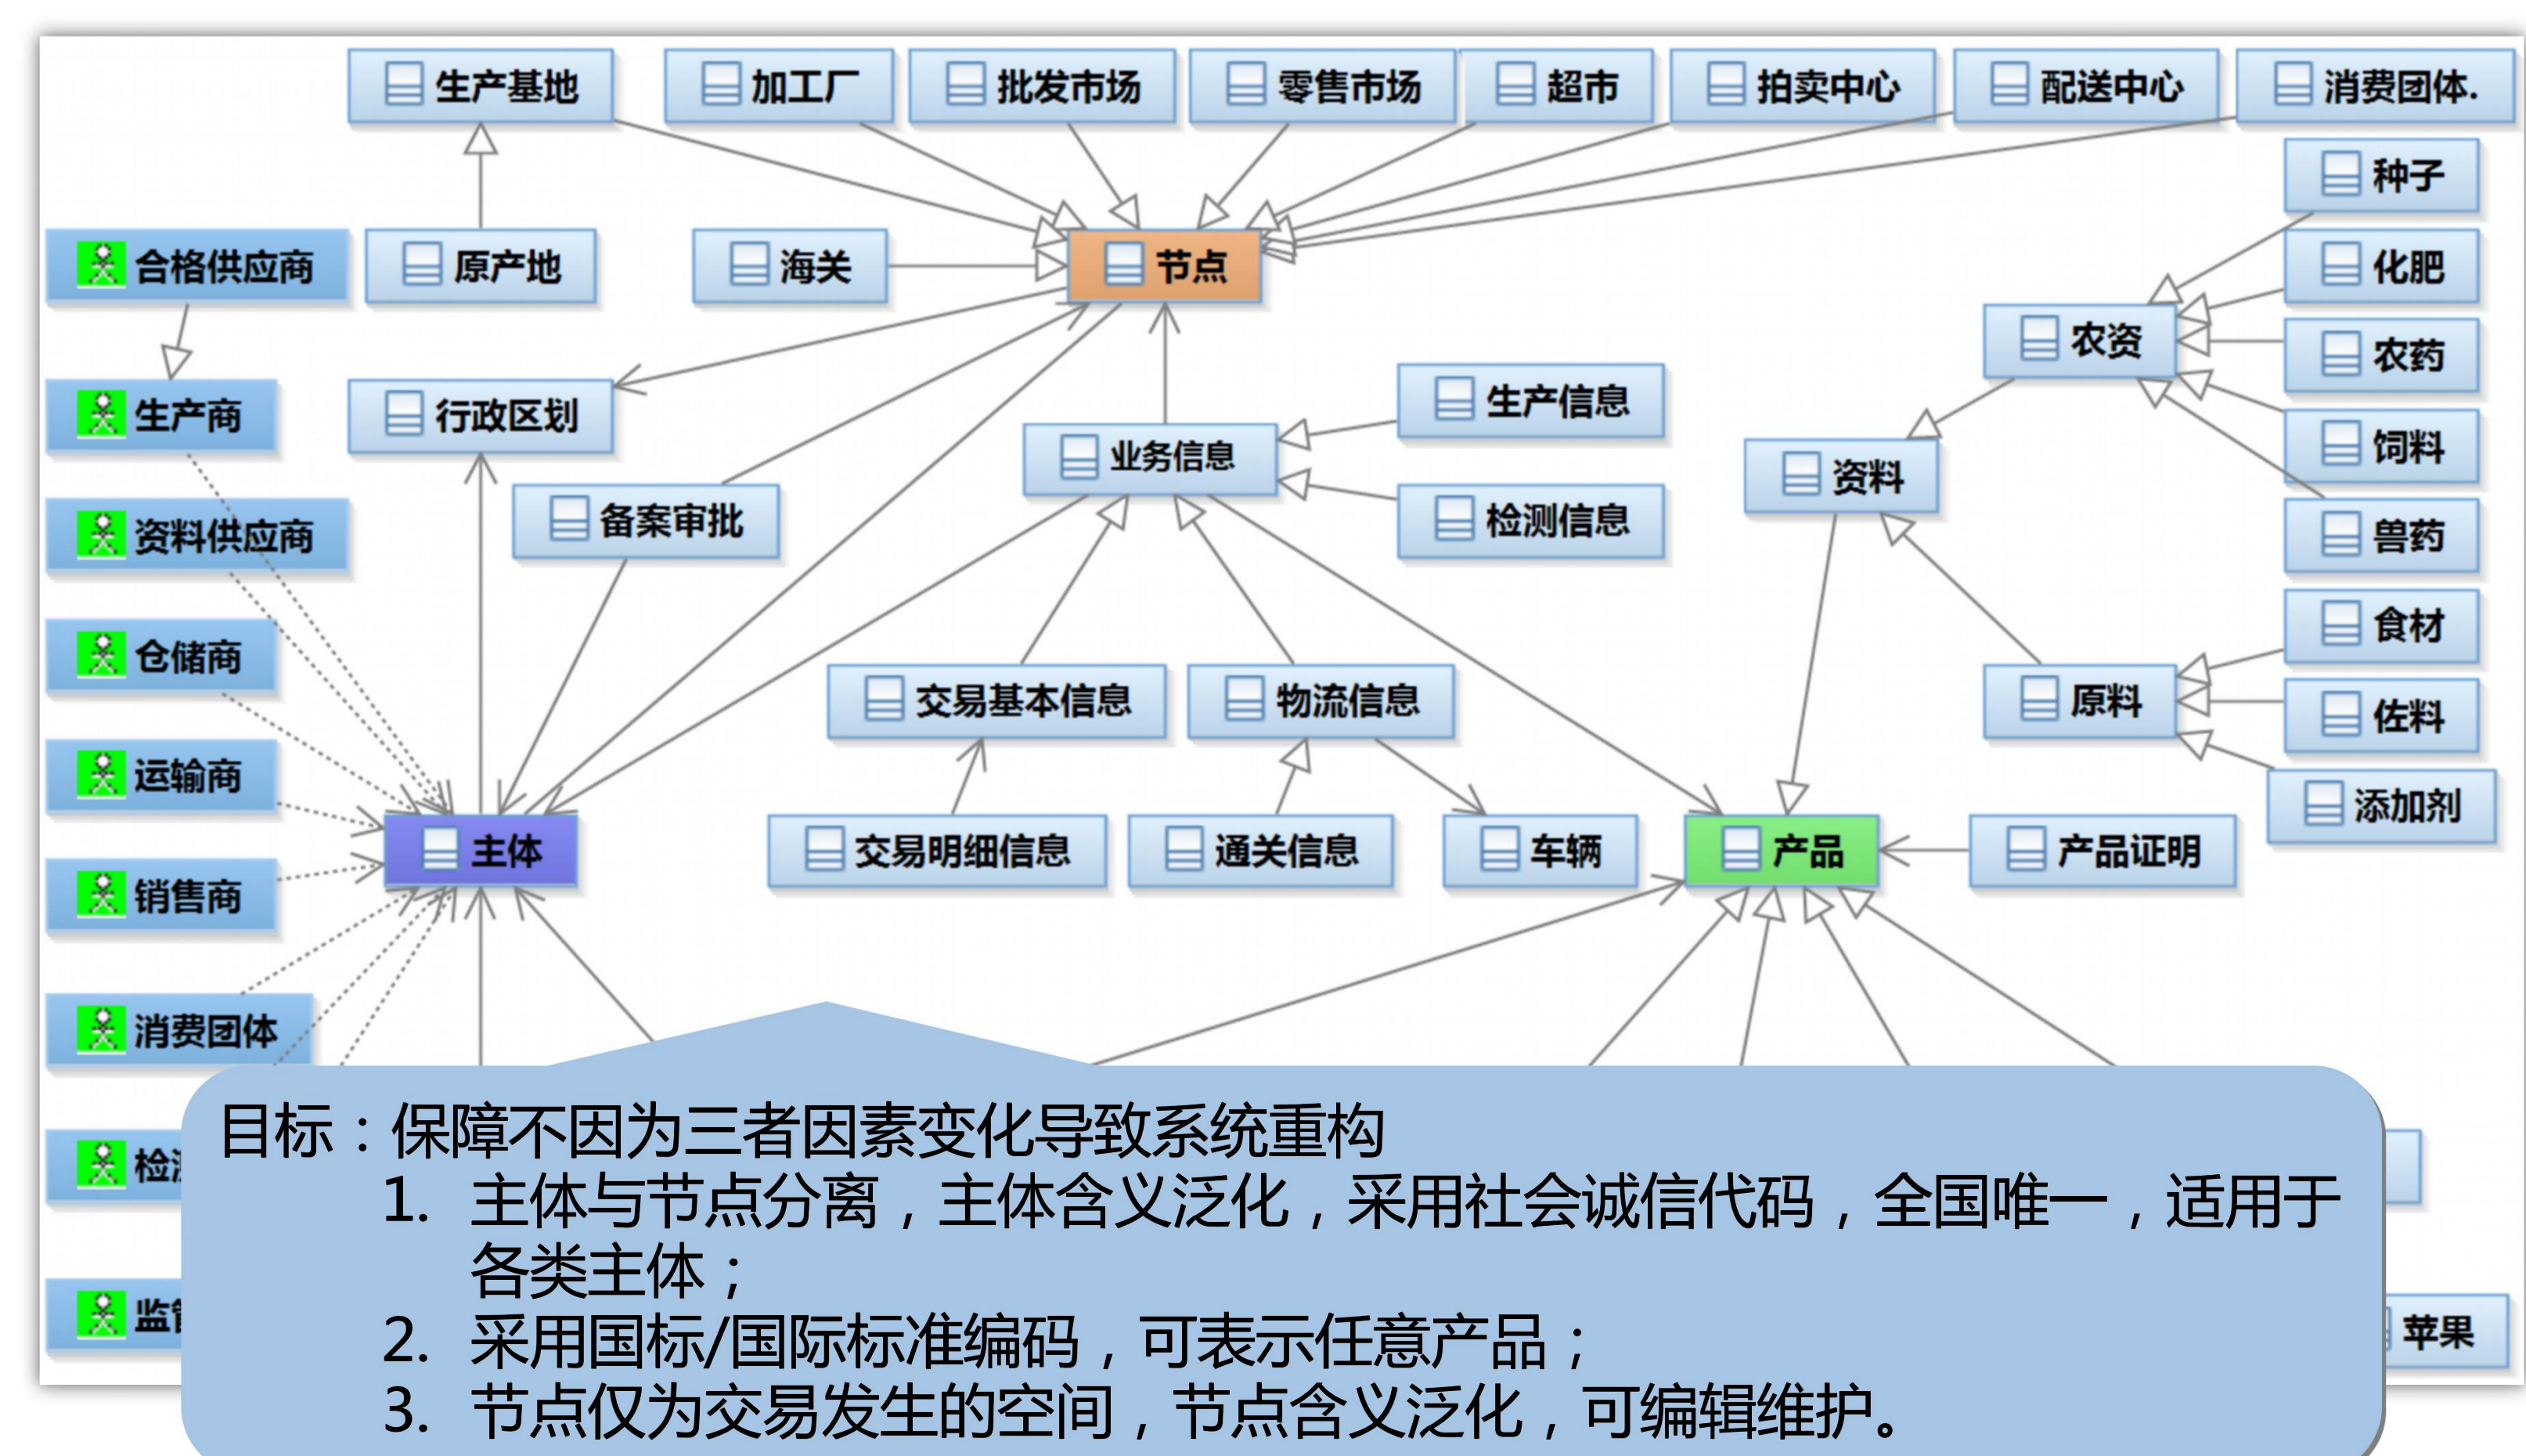 生产基地
加工厂
批发市场
零售市场
超市
拍卖中心
配送中心
消费团体.
种子
合格供应商
原产地
海关
节点
化肥
农资
农药
生产商
行政区划
生产信息
业务信息
饲料
资料
资料供应商
备案审批
检测信息
兽药
食材
仓储商
交易基本信息
物流信息
原料
佐料
运输商
添加剂
主体
交易明细信息
通关信息
车辆
产品
产品证明
销售商
消费团体
目标：保障不因为三者因素变化导致系统重构
检
1. 主体与节点分离，主体含义泛化，采用社会诚信代码，全国唯一，适用于
各类主体；
监
2. 采用国标/国际标准编码，可表示任意产品；
苹果
3. 节点仅为交易发生的空间，节点含义泛化，可编辑维护。